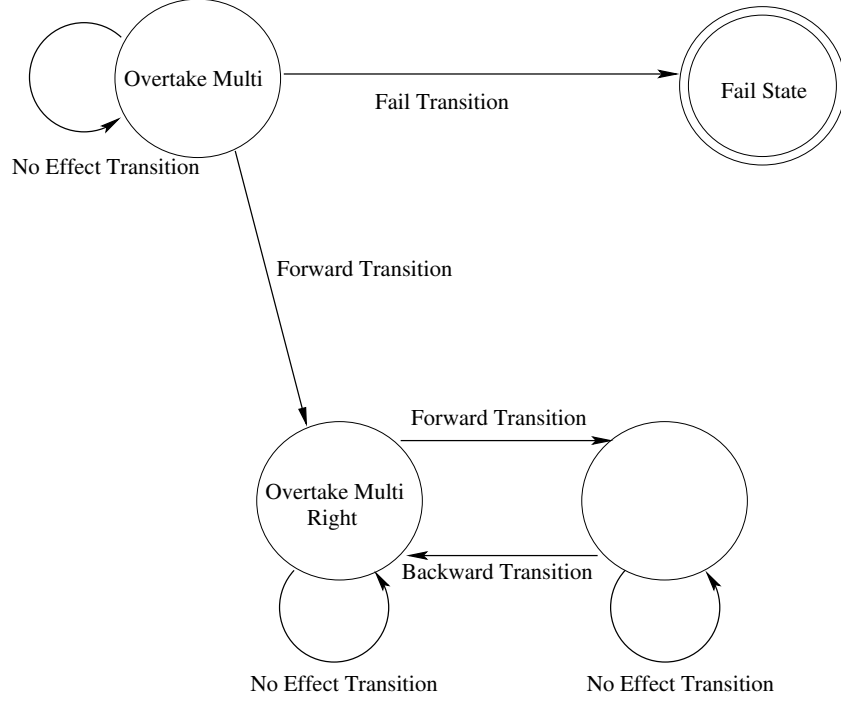 Overtake Multi
Fail State
Fail Transition
No Effect Transition
Forward Transition
Forward Transition
Overtake Multi
Right
Backward Transition
No Effect Transition
No Effect Transition